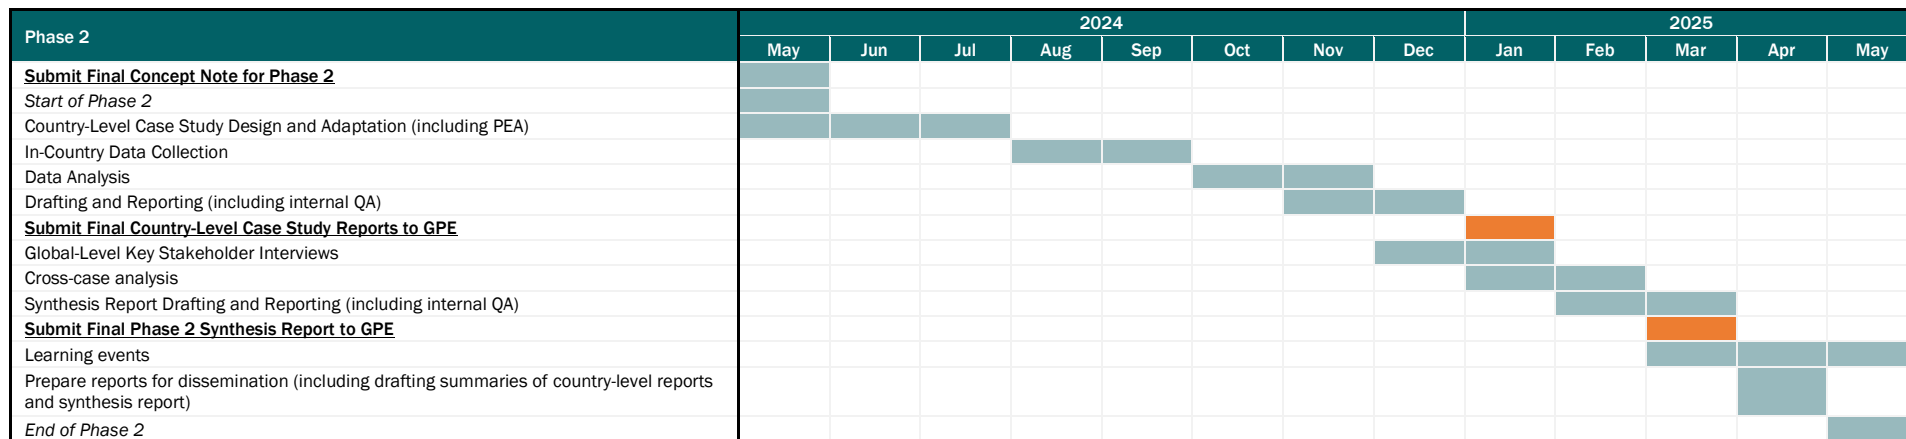 Phase 2
2024
2025
May Jun Jul Aug Sep Oct Nov Dec Jan Feb Mar Apr May
Submit Final Concept Note for Phase 2
Start of Phase 2
Country-Level Case Study Design and Adaptation (including PEA)
In-Country Data Collection
Data Analysis
Drafting and Reporting (including internal QA)
Submit Final Country-Level Case Study Reports to GPE
Global-Level Key Stakeholder Interviews
Cross-case analysis
Synthesis Report Drafting and Reporting (including internal QA)
Submit Final Phase 2 Synthesis Report to GPE
Learning events
Prepare reports for dissemination (including drafting summaries of country-level reports
and synthesis report)
End of Phase 2